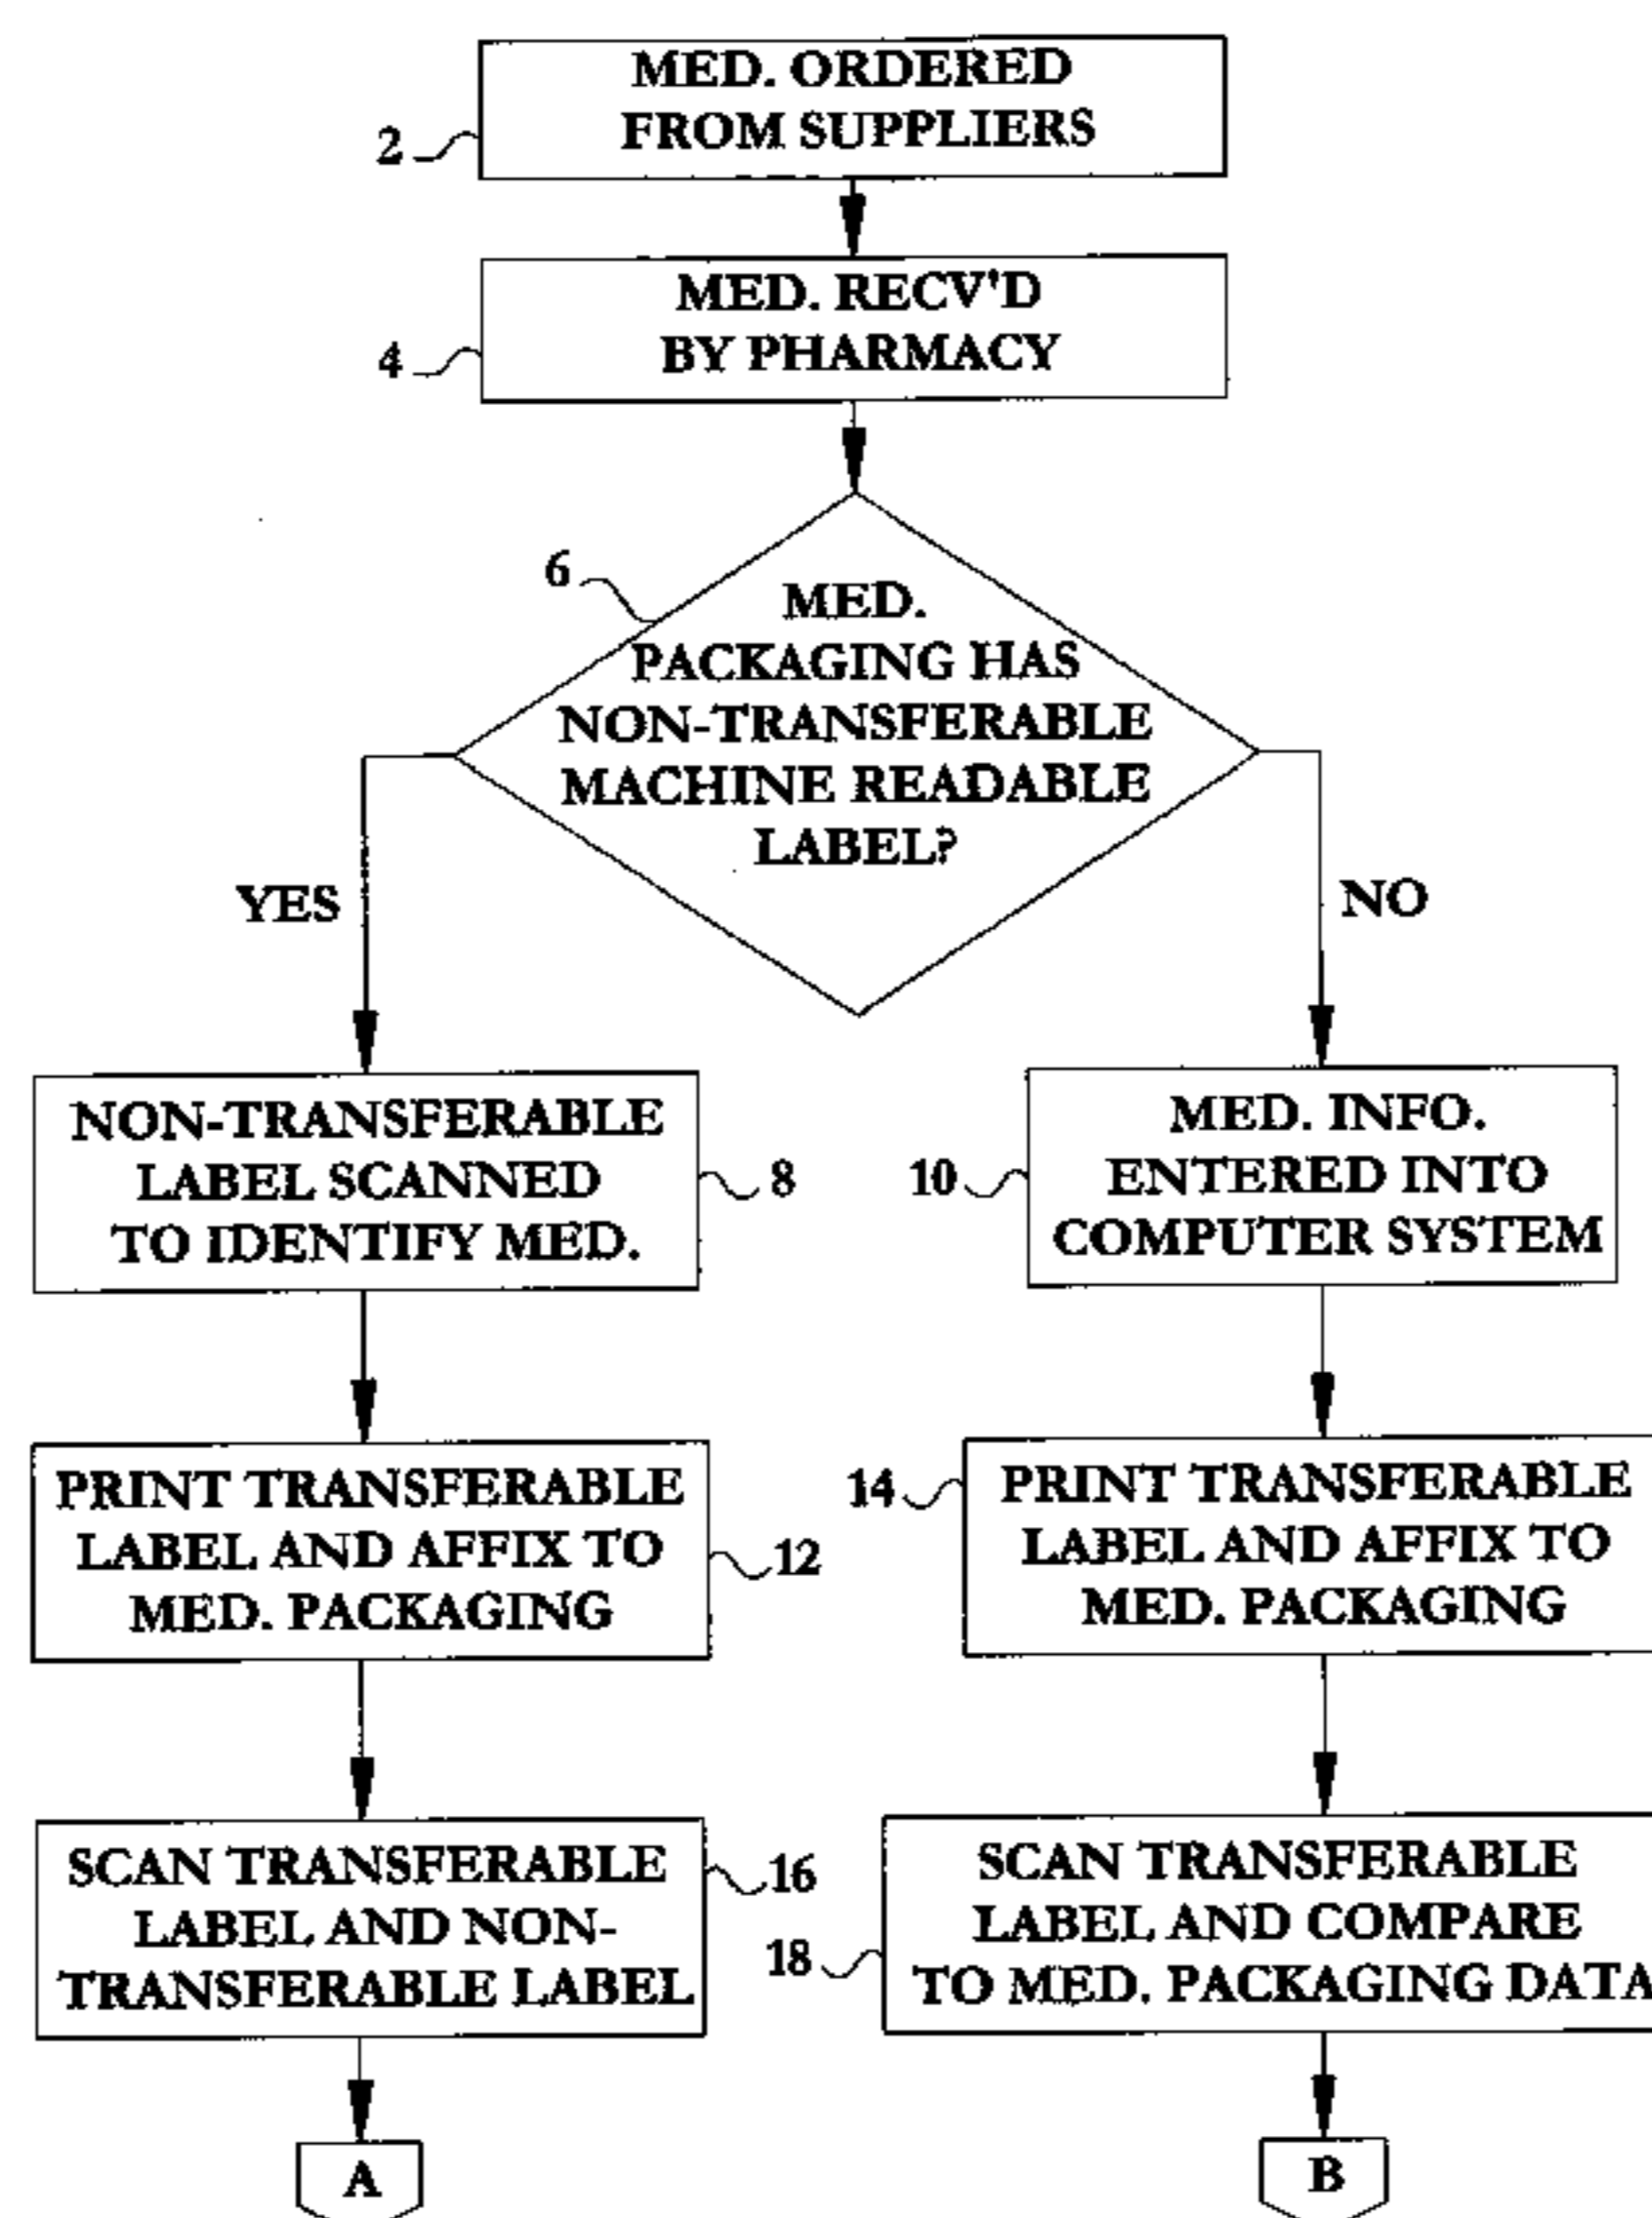 MED. ORDERED
FROM SUPPLIERS
2
MED. RECV'D
BY PHARMACY
4
6
MED.
PACKAGING HAS
NON-TRANSFERABLE
MACHINE READABLE
LABEL?
YES
NO
NON-TRANSFERABLE
LABEL SCANNED
TO IDENTIFY MED.
8
10
MED. INFO.
ENTERED INTO
COMPUTER SYSTEM
PRINT TRANSFERABLE
LABEL AND AFFIX TO
MED. PACKAGING
12
14
PRINT TRANSFERABLE
LABEL AND AFFIX TO
MED. PACKAGING
SCAN TRANSFERABLE
LABEL AND NON-
TRANSFERABLE LABEL
16
18
SCAN TRANSFERABLE
LABEL AND COMPARE
TO MED. PACKAGING DATA
A
B